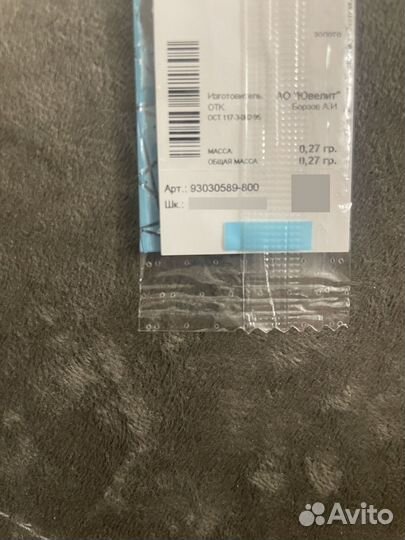 золото
Изготовитель: АО "Ювелит"
ОТК: Борзов А.И.
ОСТ 117-3-002-95
МАССА: 0,27 гр.
ОБЩАЯ МАССА: 0,27 гр.
Арт.: 93030589-800
Шк.:
Avito